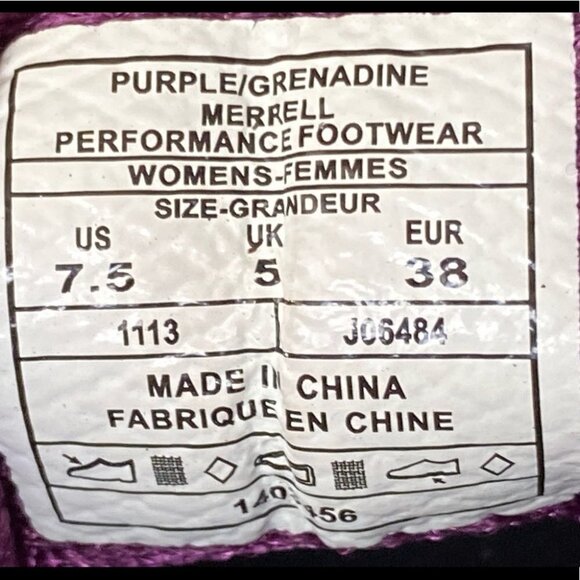 PURPLE/GRENADINE
MERRELL
PERFORMANCE FOOTWEAR
WOMENS-FEMMES
SIZE-GRANDEUR
US UK EUR
7.5 5 38
1113 J06484
MADE IN CHINA
FABRIQUE EN CHINE